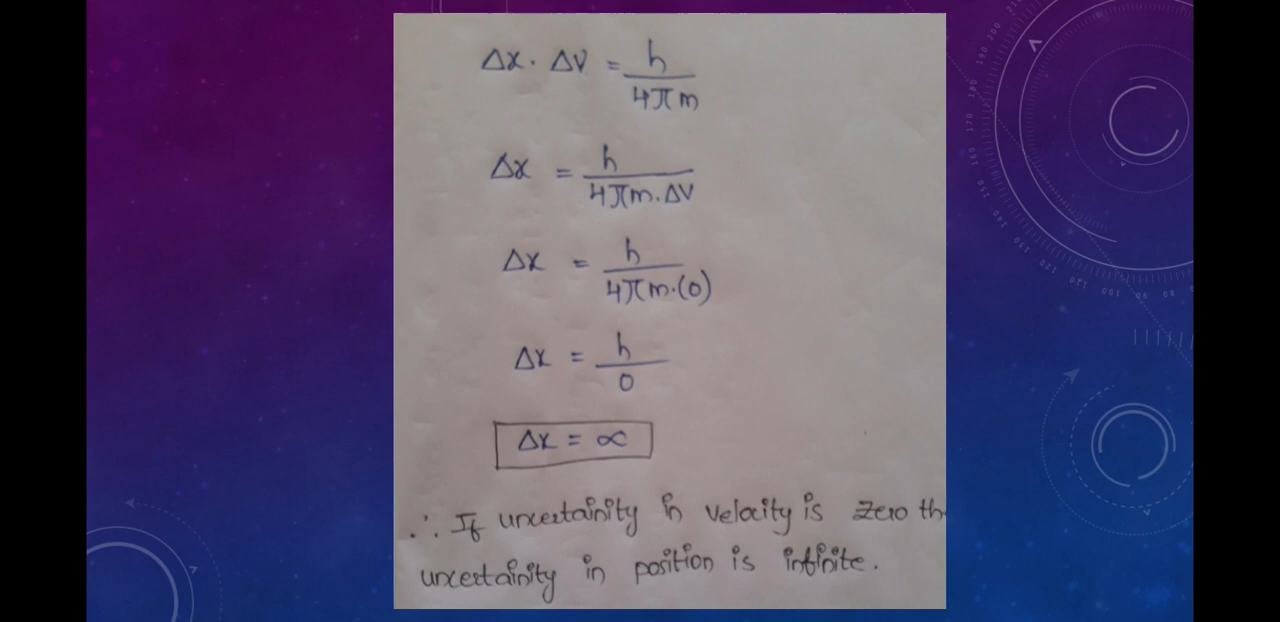 Δx · Δv = h / 4πm
Δx = h / 4πm.Δv
Δx = h / 4πm.(0)
Δx = h / 0
Δx = ∞
∴ If uncertainity in velocity is zero th
uncertainity in position is infinite.